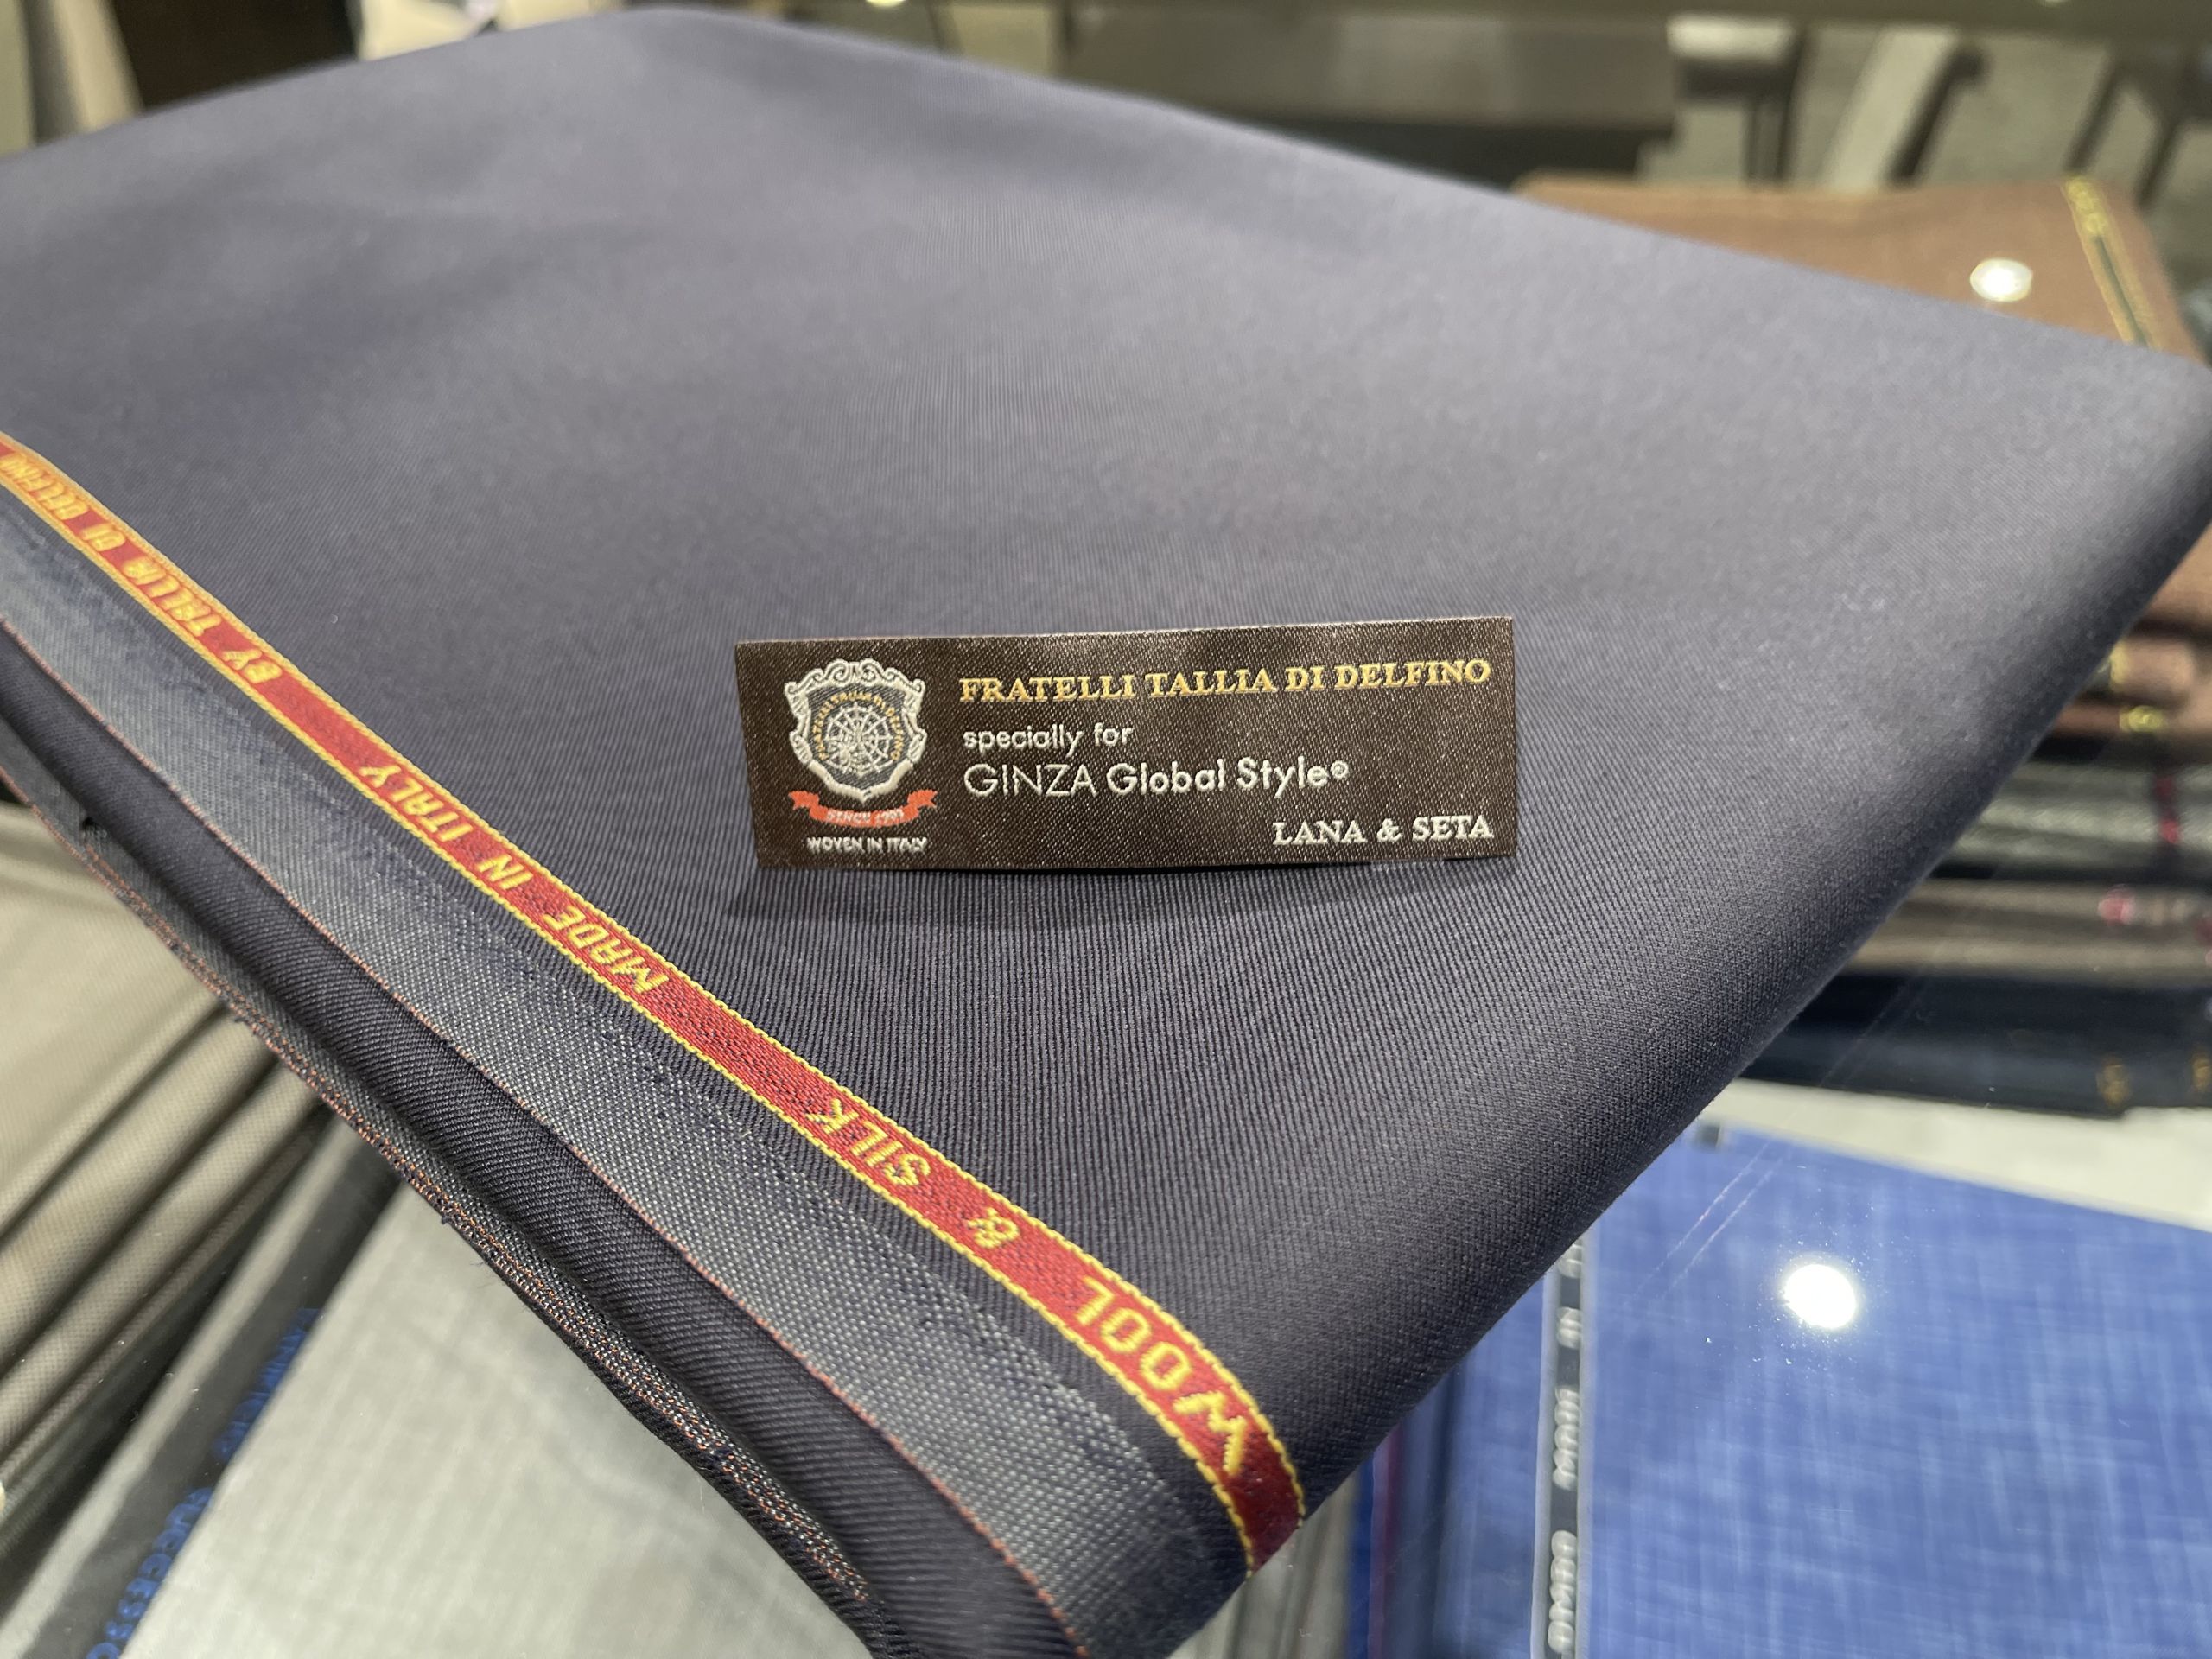 FRATELLI TALLIA DI DELFINO
specially for
GINZA Global Style®
LANA & SETA
WOVEN IN ITALY
WOOL & SILK MADE IN ITALY BY TALLIA DI DELFINO